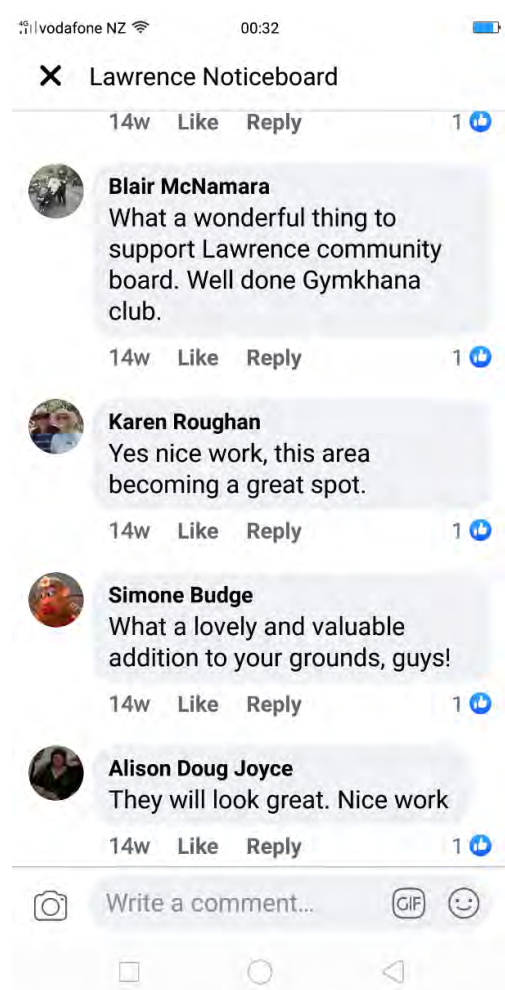 4G vodafone NZ 00:32
Lawrence Noticeboard
14w Like Reply 1
Blair McNamara
What a wonderful thing to
support Lawrence community
board. Well done Gymkhana
club.
14w Like Reply 1
Karen Roughan
Yes nice work, this area
becoming a great spot.
14w Like Reply 1
Simone Budge
What a lovely and valuable
addition to your grounds, guys!
14w Like Reply 1
Alison Doug Joyce
They will look great. Nice work
14w Like Reply 1
Write a comment...
GIF